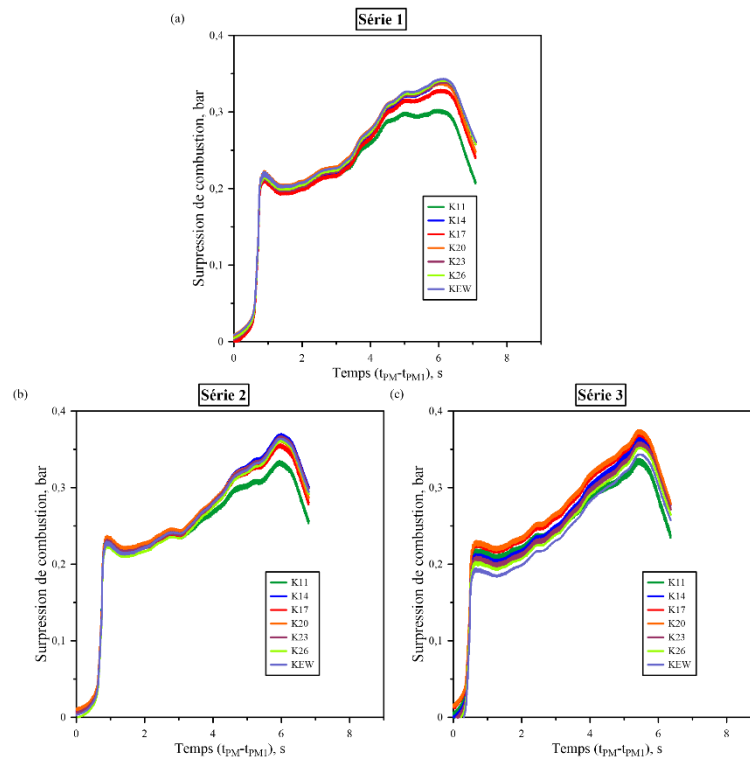 (a)
Série 1
0,4
0,3
0,2
0,1
0
Surpression de combustion, bar
K11
K14
K17
K20
K23
K26
KEW
0 2 4 6 8
Temps (tPM-tPM1), s
(b)
Série 2
0,4
0,3
0,2
0,1
0
Surpression de combustion, bar
K11
K14
K17
K20
K23
K26
KEW
0 2 4 6 8
Temps (tPM-tPM1), s
(c)
Série 3
0,4
0,3
0,2
0,1
0
Surpression de combustion, bar
K11
K14
K17
K20
K23
K26
KEW
0 2 4 6 8
Temps (tPM-tPM1), s